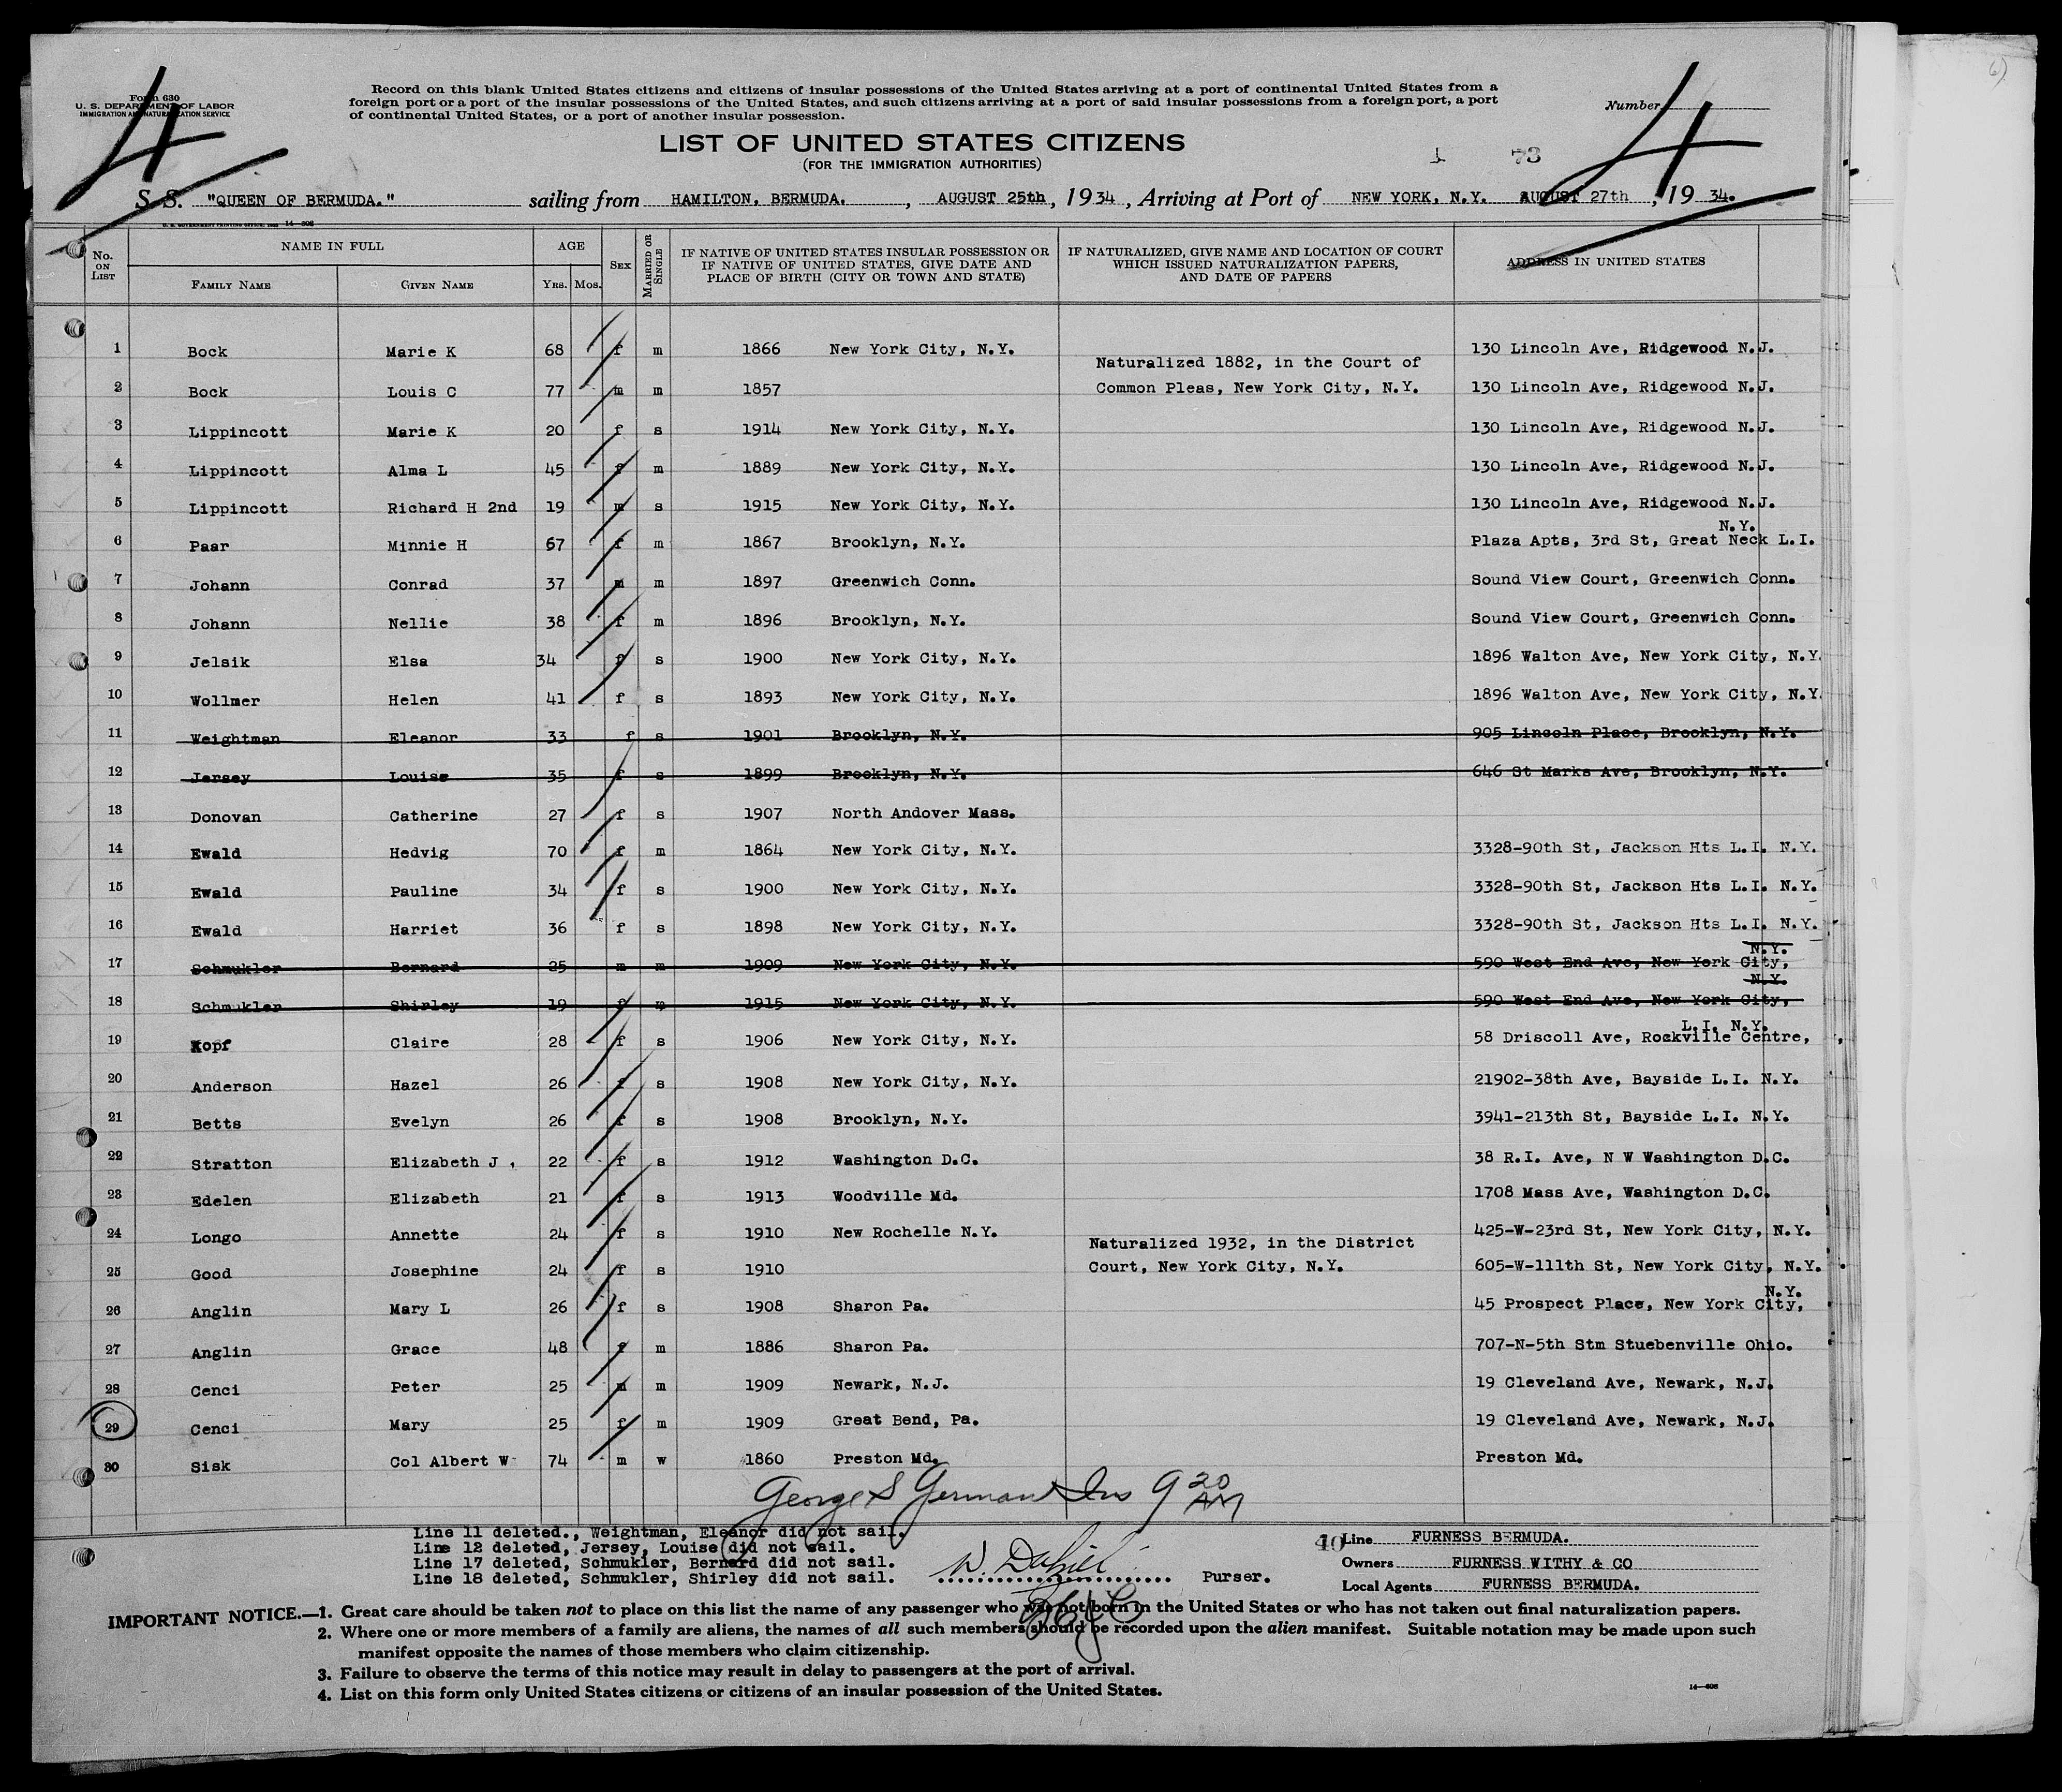 4
4
Form 630
U. S. DEPARTMENT OF LABOR
IMMIGRATION AND NATURALIZATION SERVICE
Record on this blank United States citizens and citizens of insular possessions of the United States arriving at a port of continental United States from a
foreign port or a port of the insular possessions of the United States, and such citizens arriving at a port of said insular possessions from a foreign port, a port
of continental United States, or a port of another insular possession.
Number
LIST OF UNITED STATES CITIZENS
(FOR THE IMMIGRATION AUTHORITIES)
1 73
S. S. "QUEEN OF BERMUDA." sailing from HAMILTON, BERMUDA. , AUGUST 25th, 1934, Arriving at Port of NEW YORK, N.Y. AUGUST 27th, 19 34.
No. ON LIST
NAME IN FULL
FAMILY NAME
GIVEN NAME
AGE
YRS. MOS.
SEX
MARRIED OR SINGLE
IF NATIVE OF UNITED STATES INSULAR POSSESSION OR
IF NATIVE OF UNITED STATES, GIVE DATE AND
PLACE OF BIRTH (CITY OR TOWN AND STATE)
IF NATURALIZED, GIVE NAME AND LOCATION OF COURT
WHICH ISSUED NATURALIZATION PAPERS,
AND DATE OF PAPERS
ADDRESS IN UNITED STATES
1 Bock Marie K 68 f m 1866 New York City, N.Y. 130 Lincoln Ave, Ridgewood N.J.
Naturalized 1882, in the Court of
2 Bock Louis C 77 m m 1857 Common Pleas, New York City, N.Y. 130 Lincoln Ave, Ridgewood N.J.
3 Lippincott Marie K 20 f s 1914 New York City, N.Y. 130 Lincoln Ave, Ridgewood N.J.
4 Lippincott Alma L 45 f m 1889 New York City, N.Y. 130 Lincoln Ave, Ridgewood N.J.
5 Lippincott Richard H 2nd 19 m s 1915 New York City, N.Y. 130 Lincoln Ave, Ridgewood N.J.
N.Y.
6 Paar Minnie H 67 f m 1867 Brooklyn, N.Y. Plaza Apts, 3rd St, Great Neck L.I.
7 Johann Conrad 37 m m 1897 Greenwich Conn. Sound View Court, Greenwich Conn.
8 Johann Nellie 38 f m 1896 Brooklyn, N.Y. Sound View Court, Greenwich Conn.
9 Jelsik Elsa 34 f s 1900 New York City, N.Y. 1896 Walton Ave, New York City, N.Y.
10 Wollmer Helen 41 f s 1893 New York City, N.Y. 1896 Walton Ave, New York City, N.Y.
11 Weightman Eleanor 33 f s 1901 Brooklyn, N.Y. 905 Lincoln Place, Brooklyn, N.Y.
12 Jersey Louise 35 f s 1899 Brooklyn, N.Y. 646 St Marks Ave, Brooklyn, N.Y.
13 Donovan Catherine 27 f s 1907 North Andover Mass.
14 Ewald Hedvig 70 f m 1864 New York City, N.Y. 3328-90th St, Jackson Hts L.I. N.Y.
15 Ewald Pauline 34 f s 1900 New York City, N.Y. 3328-90th St, Jackson Hts L.I. N.Y.
16 Ewald Harriet 36 f s 1898 New York City, N.Y. 3328-90th St, Jackson Hts L.I. N.Y.
N.Y.
17 Schmukler Bernard 25 m m 1909 New York City, N.Y. 590 West End Ave, New York City,
N.Y.
18 Schmukler Shirley 19 f m 1915 New York City, N.Y. 590 West End Ave, New York City,
L.I. N.Y.
19 Kopf Claire 28 f s 1906 New York City, N.Y. 58 Driscoll Ave, Rockville Centre,
20 Anderson Hazel 26 f s 1908 New York City, N.Y. 21902-38th Ave, Bayside L.I. N.Y.
21 Betts Evelyn 26 f s 1908 Brooklyn, N.Y. 3941-213th St, Bayside L.I. N.Y.
22 Stratton Elizabeth J , 22 f s 1912 Washington D.C. 38 R.I. Ave, N W Washington D.C.
23 Edelen Elizabeth 21 f s 1913 Woodville Md. 1708 Mass Ave, Washington D.C.
24 Longo Annette 24 f s 1910 New Rochelle N.Y. 425-W-23rd St, New York City, N.Y.
Naturalized 1932, in the District
25 Good Josephine 24 f s 1910 Court, New York City, N.Y. 605-W-111th St, New York City, N.Y.
N.Y.
26 Anglin Mary L 26 f s 1908 Sharon Pa. 45 Prospect Place, New York City,
27 Anglin Grace 48 f m 1886 Sharon Pa. 707-N-5th Stm Stuebenville Ohio.
28 Cenci Peter 25 m m 1909 Newark, N.J. 19 Cleveland Ave, Newark, N.J.
29 Cenci Mary 25 f m 1909 Great Bend, Pa. 19 Cleveland Ave, Newark, N.J.
30 Sisk Col Albert W 74 m w 1860 Preston Md. Preston Md.
George S German Ins 9 20 AM
Line 11 deleted., Weightman, Eleanor did not sail.
Line 12 deleted, Jersey, Louise did not sail.
Line 17 deleted, Schmukler, Bernard did not sail.
Line 18 deleted, Schmukler, Shirley did not sail.
Purser.
40
Line FURNESS BERMUDA.
Owners FURNESS WITHY & CO
Local Agents FURNESS BERMUDA.
IMPORTANT NOTICE.—1. Great care should be taken not to place on this list the name of any passenger who was not born in the United States or who has not taken out final naturalization papers.
2. Where one or more members of a family are aliens, the names of all such members should be recorded upon the alien manifest. Suitable notation may be made upon such
manifest opposite the names of those members who claim citizenship.
3. Failure to observe the terms of this notice may result in delay to passengers at the port of arrival.
4. List on this form only United States citizens or citizens of an insular possession of the United States.
14—608